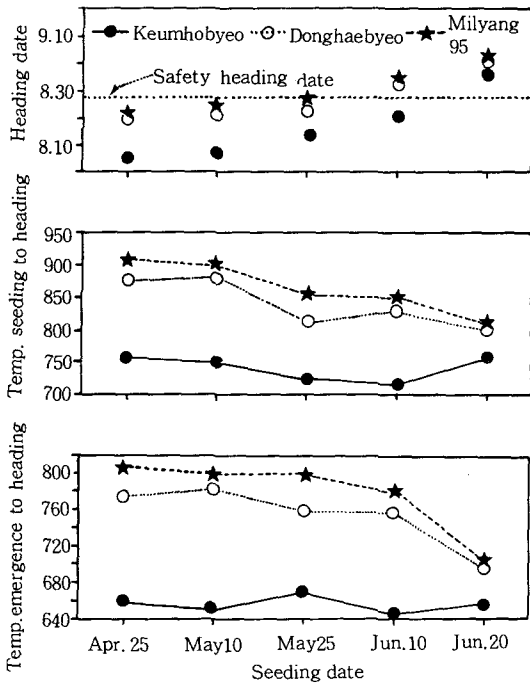 Keumhobyeo Donghaebyeo Milyang
95
Heading date
9.10
8.30
8.10
Safety heading date
Temp. seeding to heading
950
900
850
800
750
700
Temp. emergence to heading
800
760
680
660
640
Apr. 25 May10 May25 Jun.10 Jun.20
Seeding date